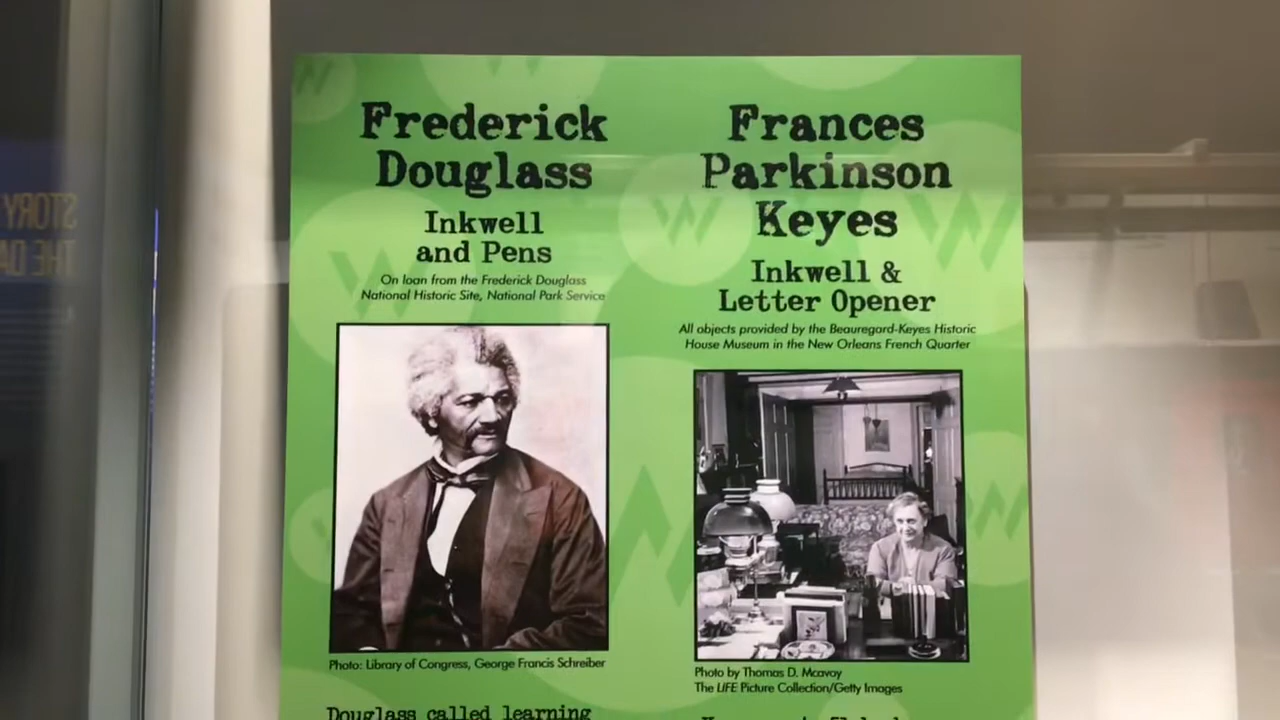 Frederick
Douglass
Inkwell
and Pens
On loan from the Frederick Douglass
National Historic Site, National Park Service
Photo: Library of Congress, George Francis Schreiber
Douglass called learning
Frances
Parkinson
Keyes
Inkwell &
Letter Opener
All objects provided by the Beauregard-Keyes Historic
House Museum in the New Orleans French Quarter
Photo by Thomas D. Mcavoy
The LIFE Picture Collection/Getty Images
STORY
THE DA